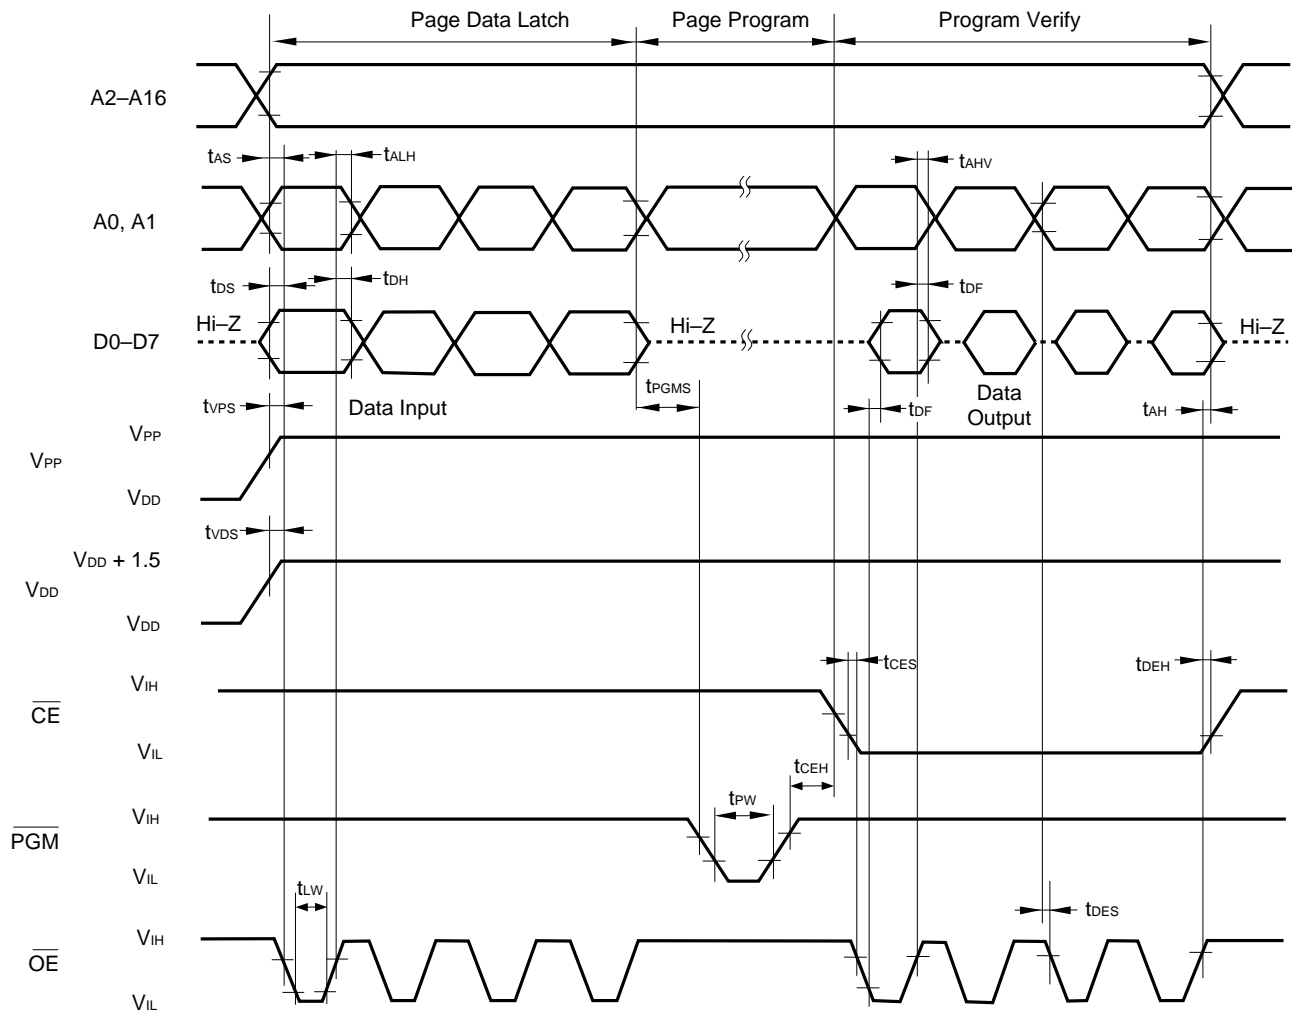 Page Data Latch Page Program Program Verify
A2–A16
tAS tALH tAHV
A0, A1
tDS tDH tDF
Hi–Z Hi–Z Hi–Z
D0–D7
tPGMS
tVPS Data Input tDF Data Output tAH
VPP
VPP
VDD
tVDS
VDD + 1.5
VDD
VDD
tCES tDEH
VIH
CE
VIL
tCEH
tPW
VIH
PGM
VIL
tLW
tDES
VIH
OE
VIL